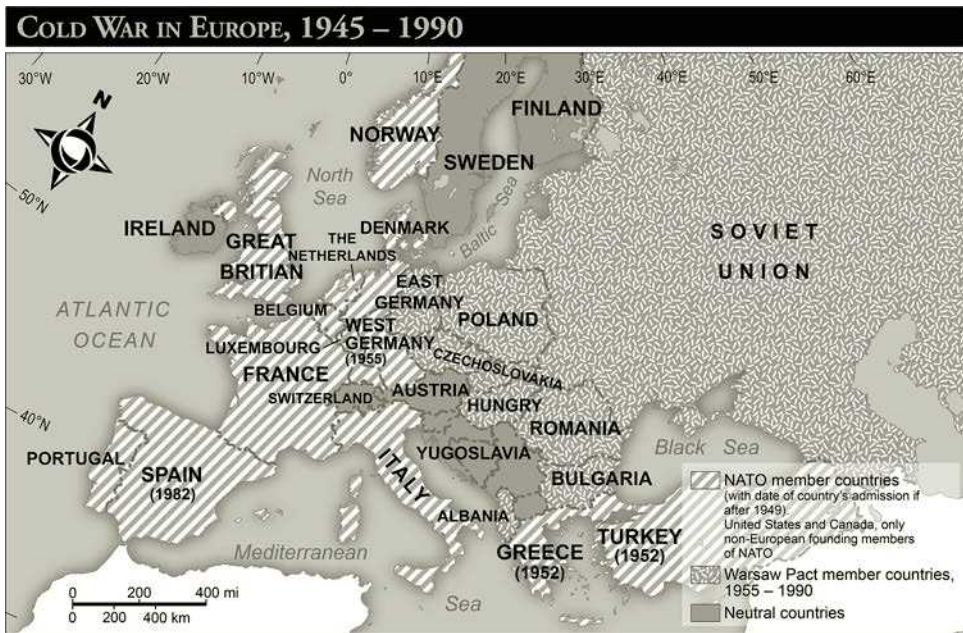 COLD WAR IN EUROPE, 1945 – 1990
30°W
20°W
10°W
0°
10°E
20°E
30°E
40°E
50°E
60°E
N
FINLAND
NORWAY
SWEDEN
50°N
North
Sea
Baltic Sea
SOVIET
UNION
IRELAND
DENMARK
GREAT
BRITIAN
THE
NETHERLANDS
EAST
GERMANY
POLAND
ATLANTIC
OCEAN
BELGIUM
WEST
GERMANY
(1955)
LUXEMBOURG
CZECHOSLOVAKIA
FRANCE
AUSTRIA
SWITZERLAND
HUNGRY
40°N
ROMANIA
Black Sea
YUGOSLAVIA
PORTUGAL
SPAIN
(1982)
ITALY
BULGARIA
ALBANIA
GREECE
(1952)
TURKEY
(1952)
Mediterranean
Sea
0 200 400 mi
0 200 400 km
NATO member countries
(with date of country's admission if
after 1949).
United States and Canada, only
non-European founding members
of NATO
Warsaw Pact member countries,
1955 – 1990
Neutral countries